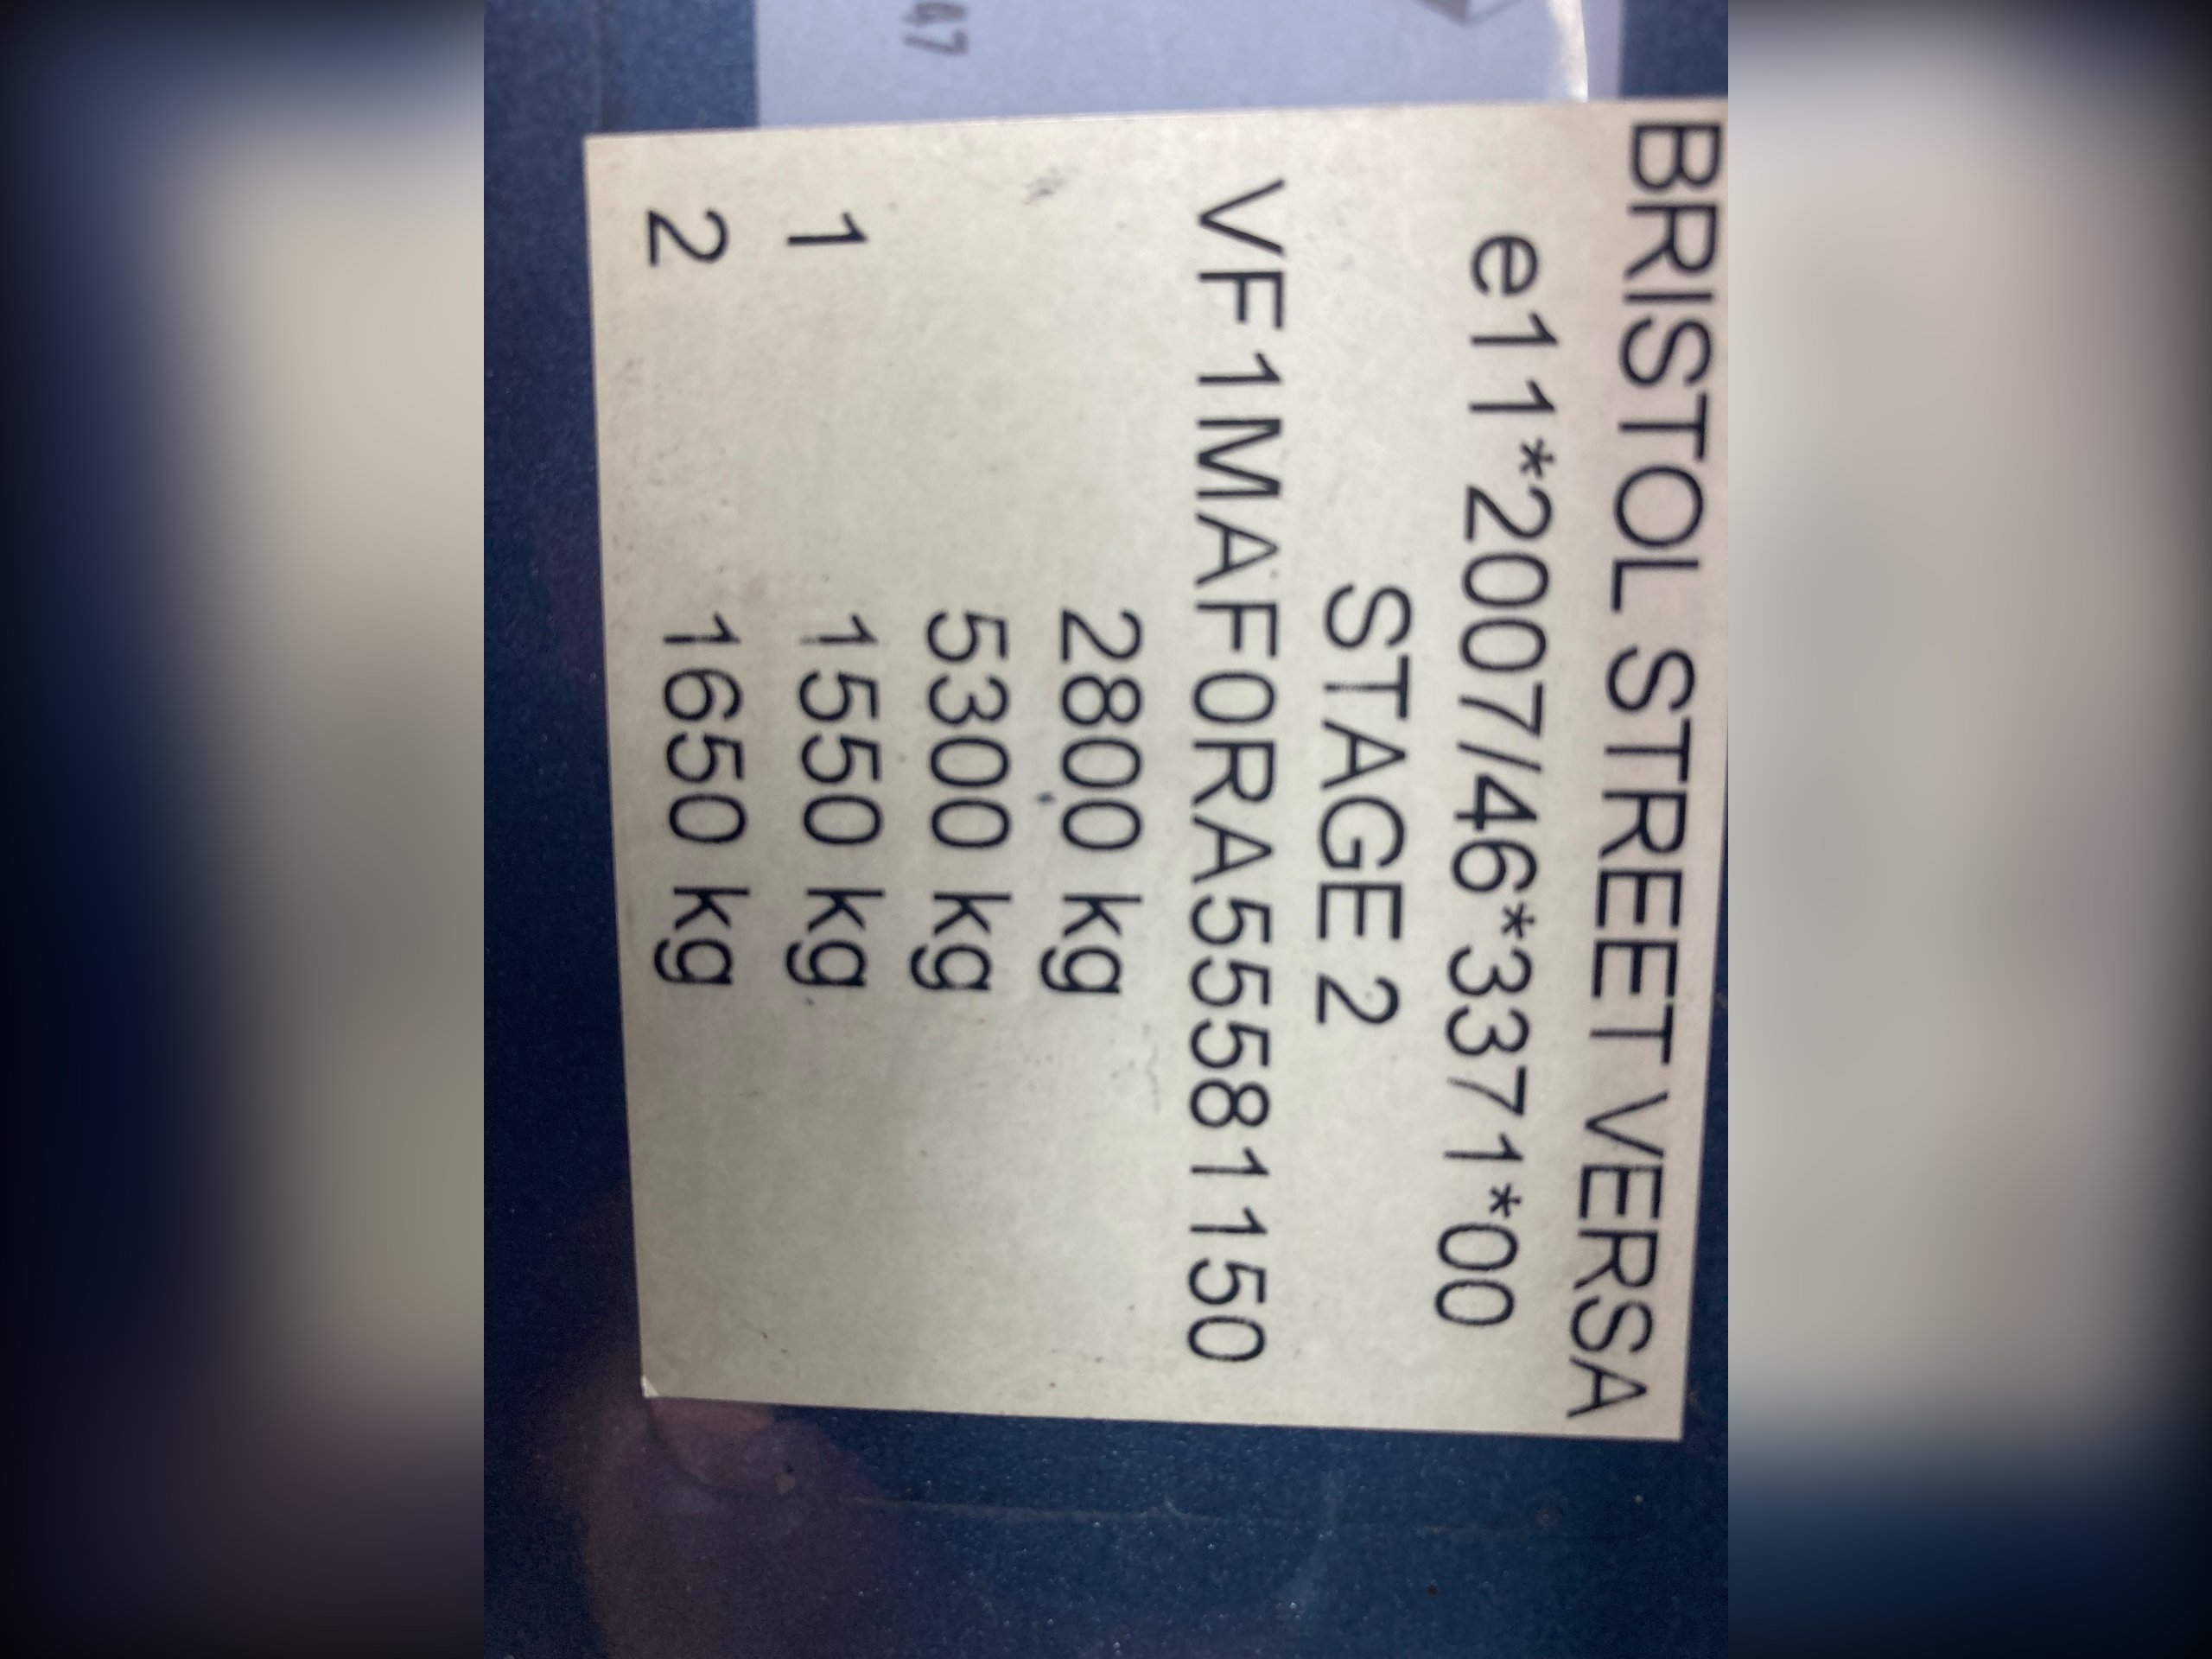 BRISTOL STREET VERSA
e11*2007/46*3371*00
STAGE 2
VF1MAF0RA55581150
2800 kg
5300 kg
1 1550 kg
2 1650 kg